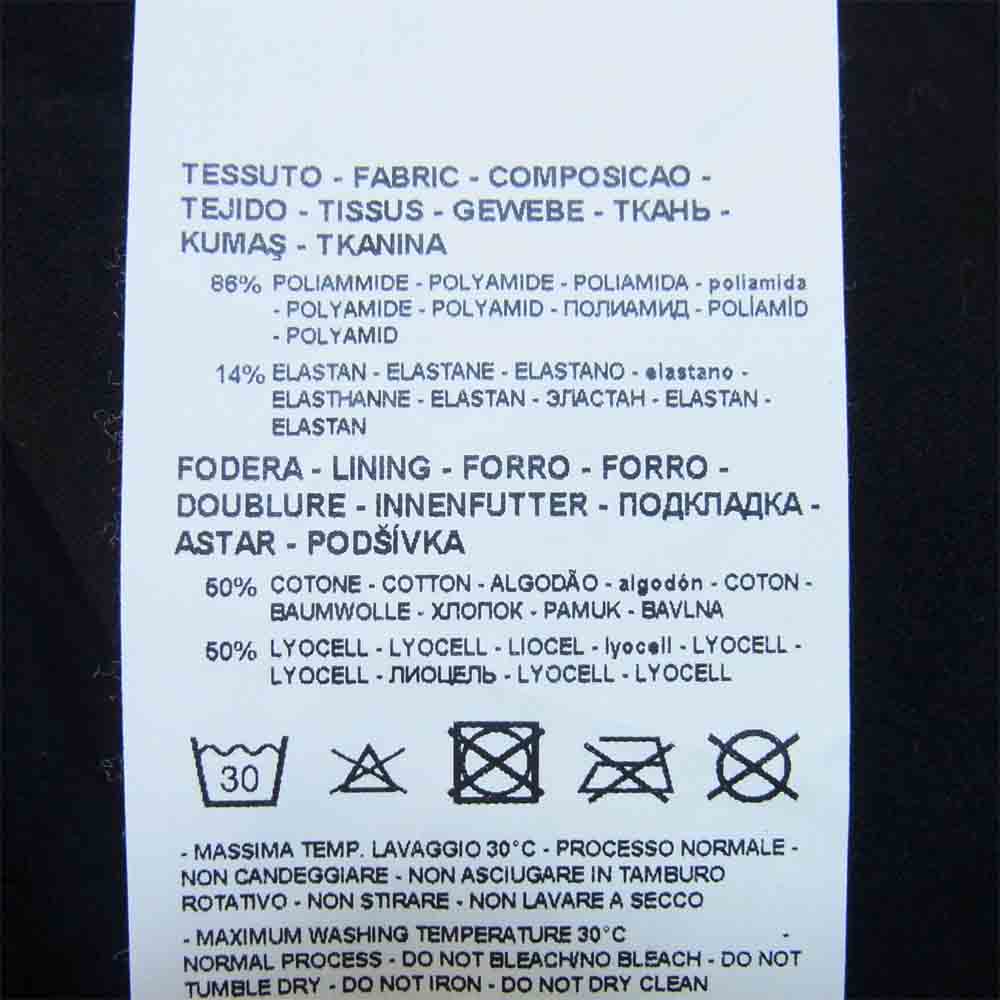 TESSUTO - FABRIC - COMPOSICAO -
TEJIDO - TISSUS - GEWEBE - ТКАНЬ -
KUMAŞ - TKANINA
86% POLIAMMIDE - POLYAMIDE - POLIAMIDA - poliamida
- POLYAMIDE - POLYAMID - ПОЛИАМИД - POLİAMİD
- POLYAMID
14% ELASTAN - ELASTANE - ELASTANO - elastano -
ELASTHANNE - ELASTAN - ЭЛАСТАН - ELASTAN -
ELASTAN
FODERA - LINING - FORRO - FORRO -
DOUBLURE - INNENFUTTER - ПОДКЛАДКА -
ASTAR - PODŠÍVKA
50% COTONE - COTTON - ALGODÃO - algodón - COTON -
BAUMWOLLE - ХЛОПОК - PAMUK - BAVLNA
50% LYOCELL - LYOCELL - LIOCEL - lyocell - LYOCELL -
LYOCELL - ЛИОЦЕЛЬ - LYOCELL - LYOCELL
30
- MASSIMA TEMP. LAVAGGIO 30°C - PROCESSO NORMALE -
NON CANDEGGIARE - NON ASCIUGARE IN TAMBURO
ROTATIVO - NON STIRARE - NON LAVARE A SECCO
- MAXIMUM WASHING TEMPERATURE 30°C -
NORMAL PROCESS - DO NOT BLEACH/NO BLEACH - DO NOT
TUMBLE DRY - DO NOT IRON - DO NOT DRY CLEAN